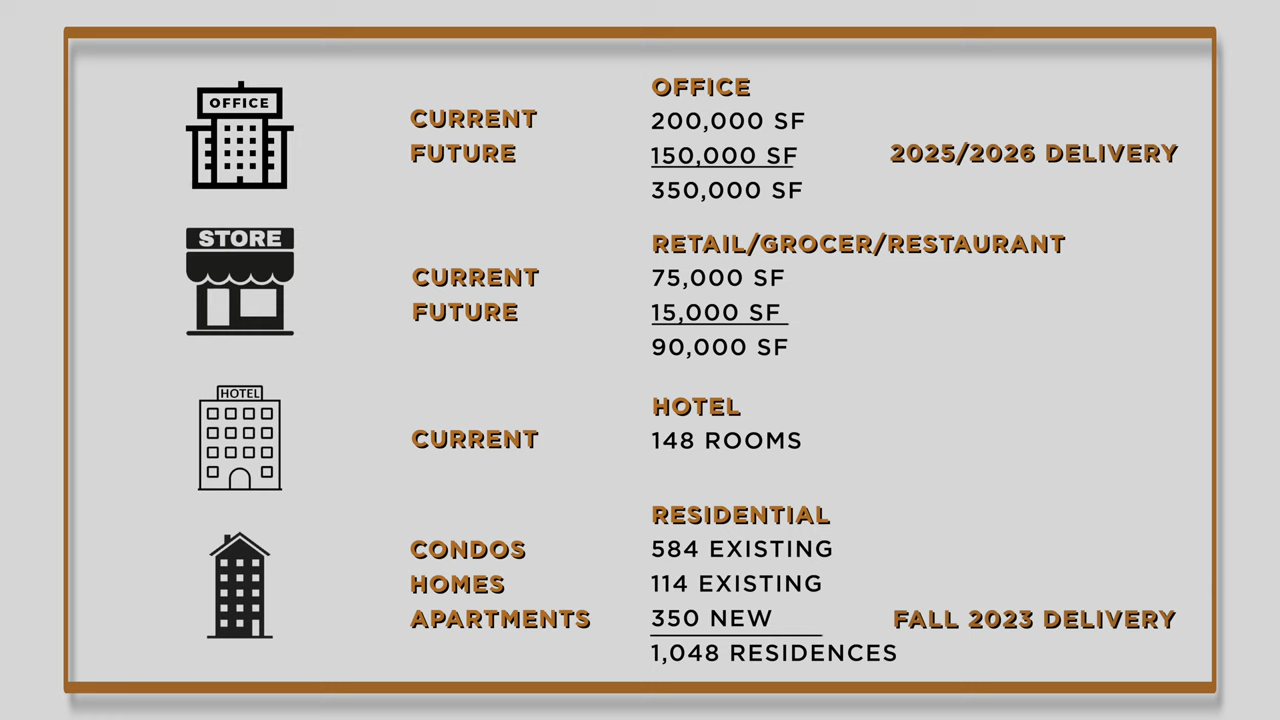 OFFICE
OFFICE
CURRENT 200,000 SF
FUTURE 150,000 SF 2025/2026 DELIVERY
350,000 SF
STORE
RETAIL/GROCER/RESTAURANT
CURRENT 75,000 SF
FUTURE 15,000 SF
90,000 SF
HOTEL
HOTEL
CURRENT 148 ROOMS
RESIDENTIAL
CONDOS 584 EXISTING
HOMES 114 EXISTING
APARTMENTS 350 NEW FALL 2023 DELIVERY
1,048 RESIDENCES